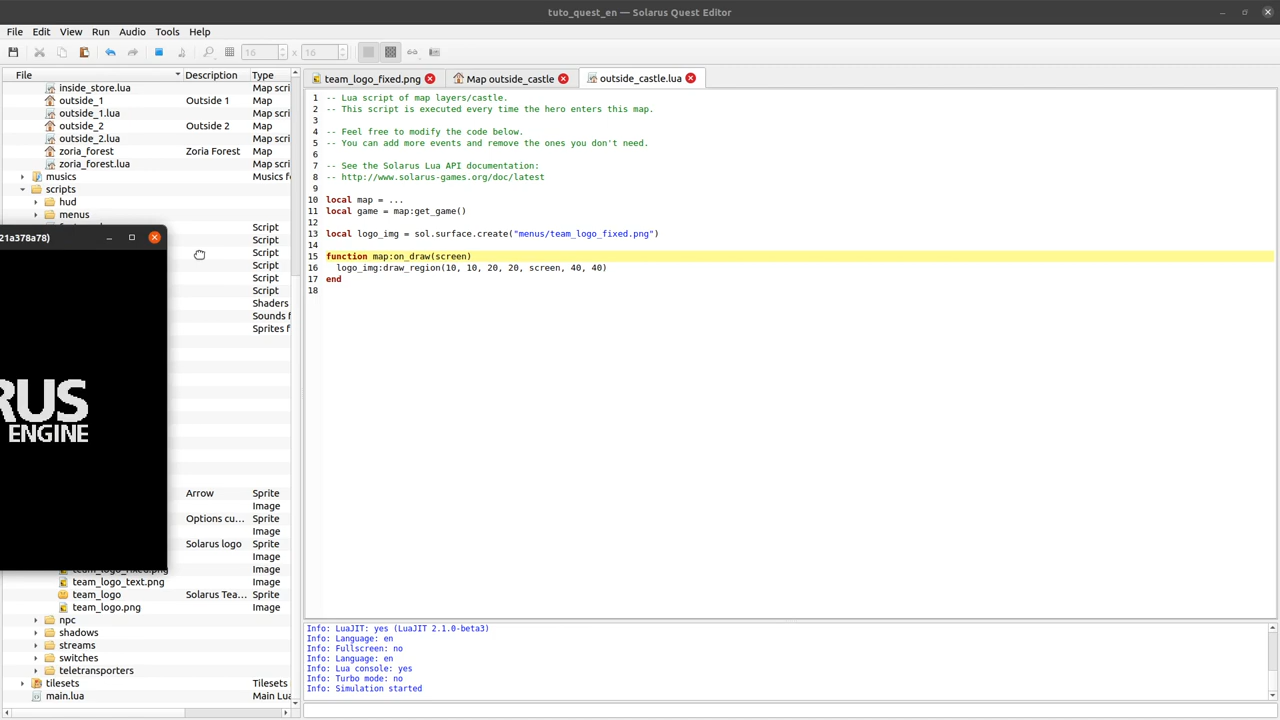 tuto_quest_en — Solarus Quest Editor
File Edit View Run Audio Tools Help
16 x 16
File Description Type
inside_store.lua Map scri
outside_1 Outside 1 Map
outside_1.lua Map scri
outside_2 Outside 2 Map
outside_2.lua Map scri
zoria_forest Zoria Forest Map
zoria_forest.lua Map scri
musics Musics fo
scripts
hud
menus
Script
Script
Script
Script
Script
Script
Shaders
Sounds f
Sprites f
Arrow Sprite
Image
Options cu... Sprite
Image
Solarus logo Sprite
Image
team_logo_fixed.png Image
team_logo_text.png Image
team_logo Solarus Tea... Sprite
team_logo.png Image
npc
shadows
streams
switches
teletransporters
tilesets Tilesets
main.lua Main Lua
21a378a78)
RUS
ENGINE
team_logo_fixed.png Map outside_castle outside_castle.lua
1 -- Lua script of map layers/castle.
2 -- This script is executed every time the hero enters this map.
3
4 -- Feel free to modify the code below.
5 -- You can add more events and remove the ones you don't need.
6
7 -- See the Solarus Lua API documentation:
8 -- http://www.solarus-games.org/doc/latest
9
10 local map = ...
11 local game = map:get_game()
12
13 local logo_img = sol.surface.create("menus/team_logo_fixed.png")
14
15 function map:on_draw(screen)
16 logo_img:draw_region(10, 10, 20, 20, screen, 40, 40)
17 end
18
Info: LuaJIT: yes (LuaJIT 2.1.0-beta3)
Info: Language: en
Info: Fullscreen: no
Info: Language: en
Info: Lua console: yes
Info: Turbo mode: no
Info: Simulation started